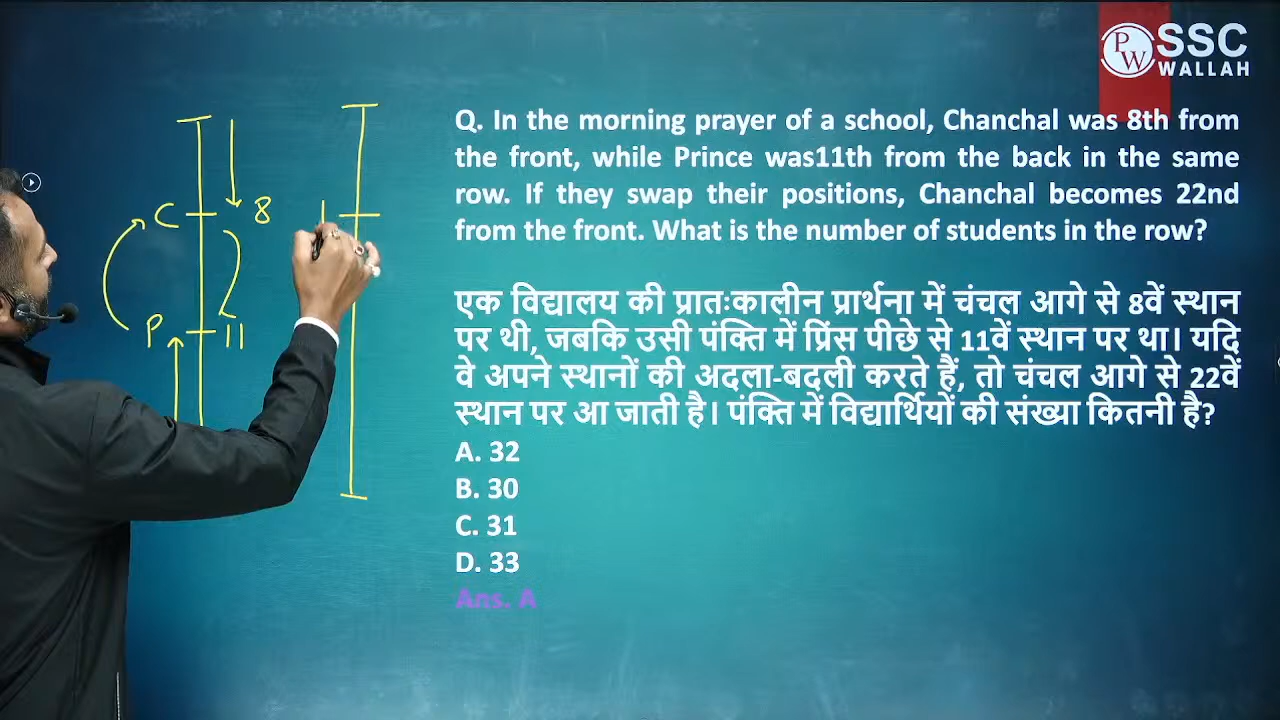 PW SSC
WALLAH
Q. In the morning prayer of a school, Chanchal was 8th from
the front, while Prince was11th from the back in the same
row. If they swap their positions, Chanchal becomes 22nd
from the front. What is the number of students in the row?
एक विद्यालय की प्रातःकालीन प्रार्थना में चंचल आगे से 8वें स्थान
पर थी, जबकि उसी पंक्ति में प्रिंस पीछे से 11वें स्थान पर था। यदि
वे अपने स्थानों की अदला-बदली करते हैं, तो चंचल आगे से 22वें
स्थान पर आ जाती है। पंक्ति में विद्यार्थियों की संख्या कितनी है?
A. 32
B. 30
C. 31
D. 33
Ans. A
C 8
P 11